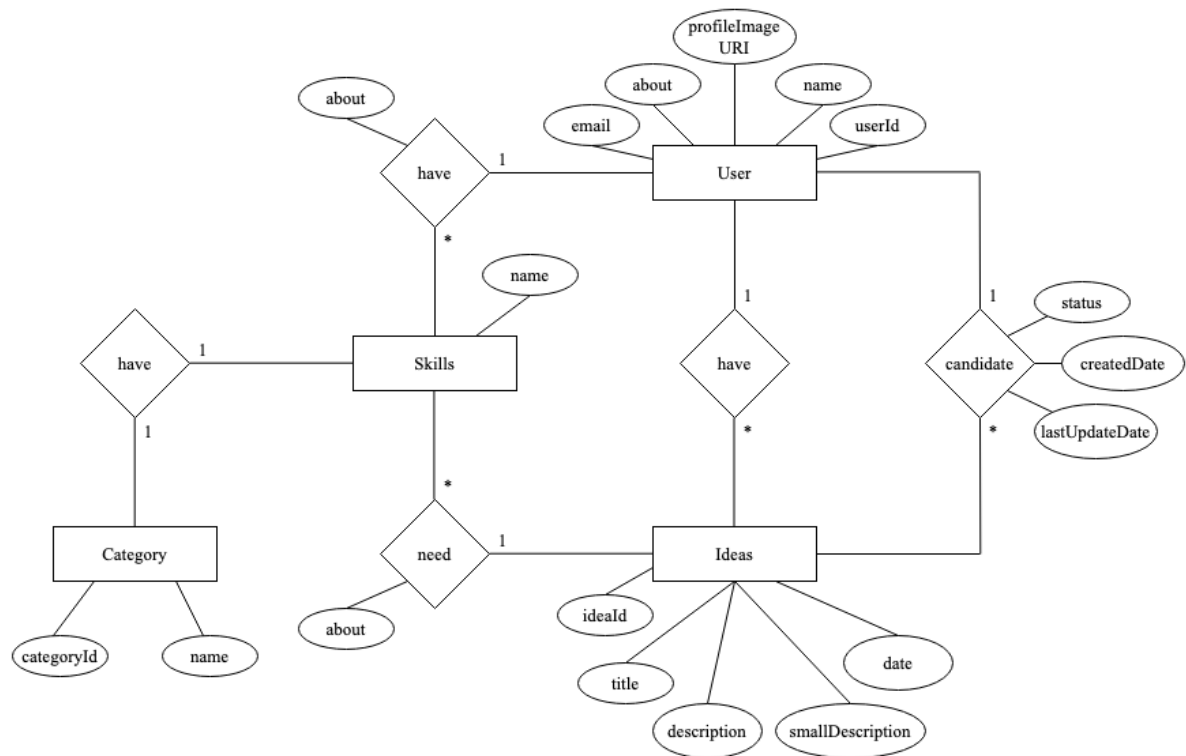 profileImage
URI
about
about
name
email
userId
have
1
User
*
name
1
status
have
1
Skills
have
candidate
createdDate
1
*
*
lastUpdateDate
*
Category
need
1
Ideas
ideaId
about
categoryId
name
title
date
description
smallDescription